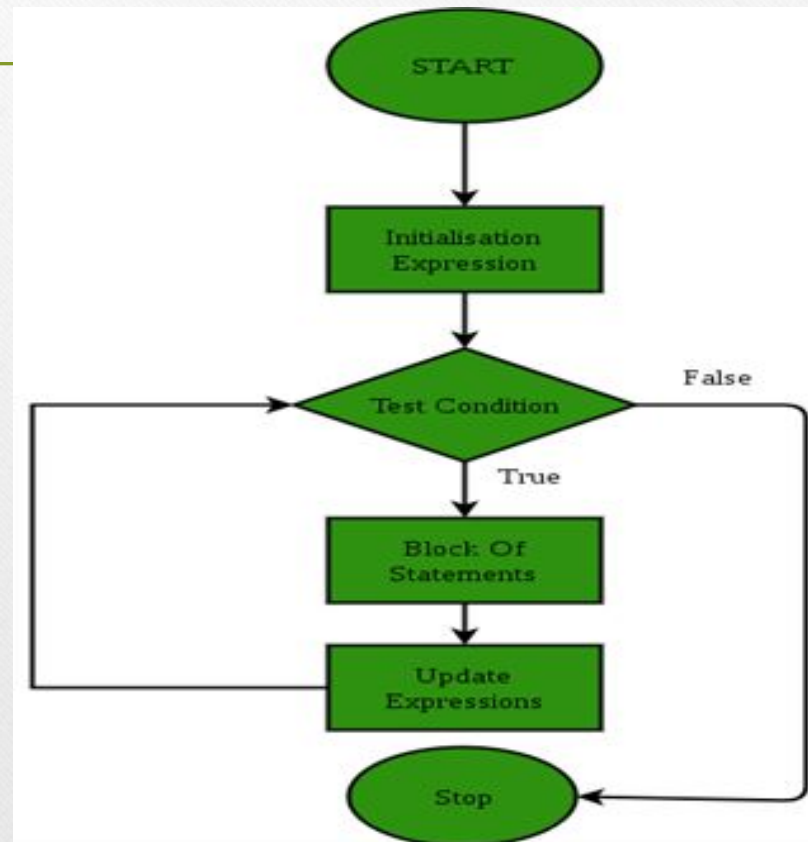 START
Initialisation
Expression
Test Condition
False
True
Block Of
Statements
Update
Expressions
Stop